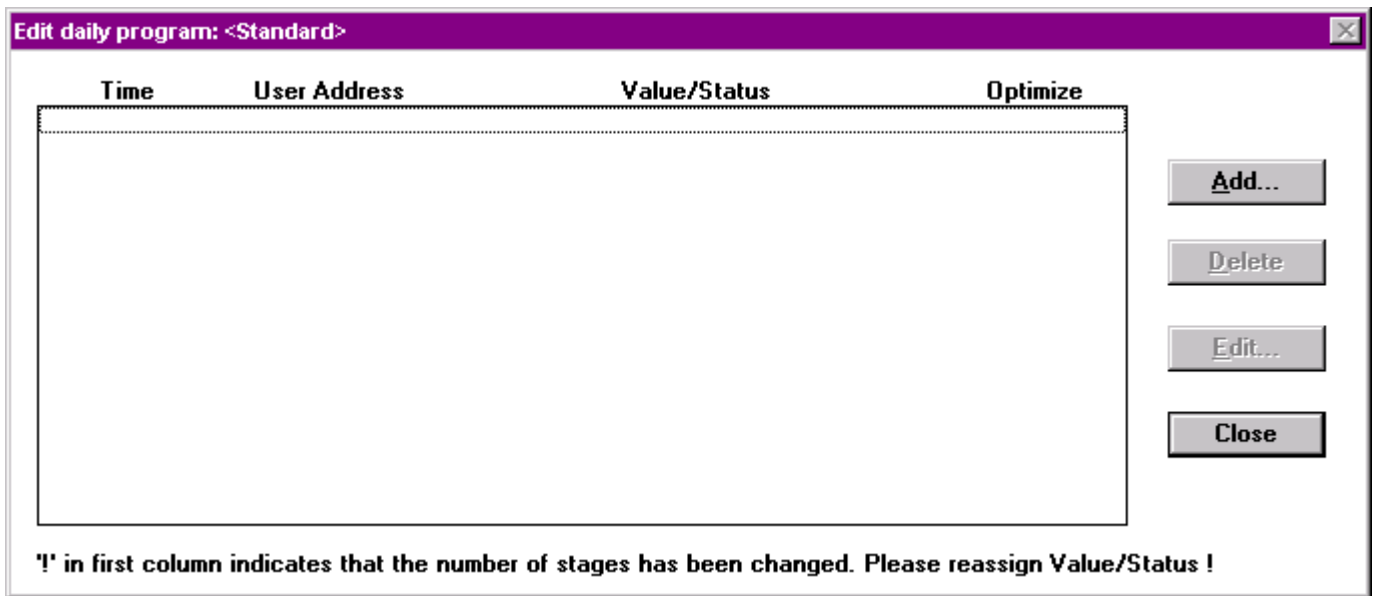 Edit daily program: <Standard>
Time User Address Value/Status Optimize
Add...
Delete
Edit...
Close
'!' in first column indicates that the number of stages has been changed. Please reassign Value/Status !